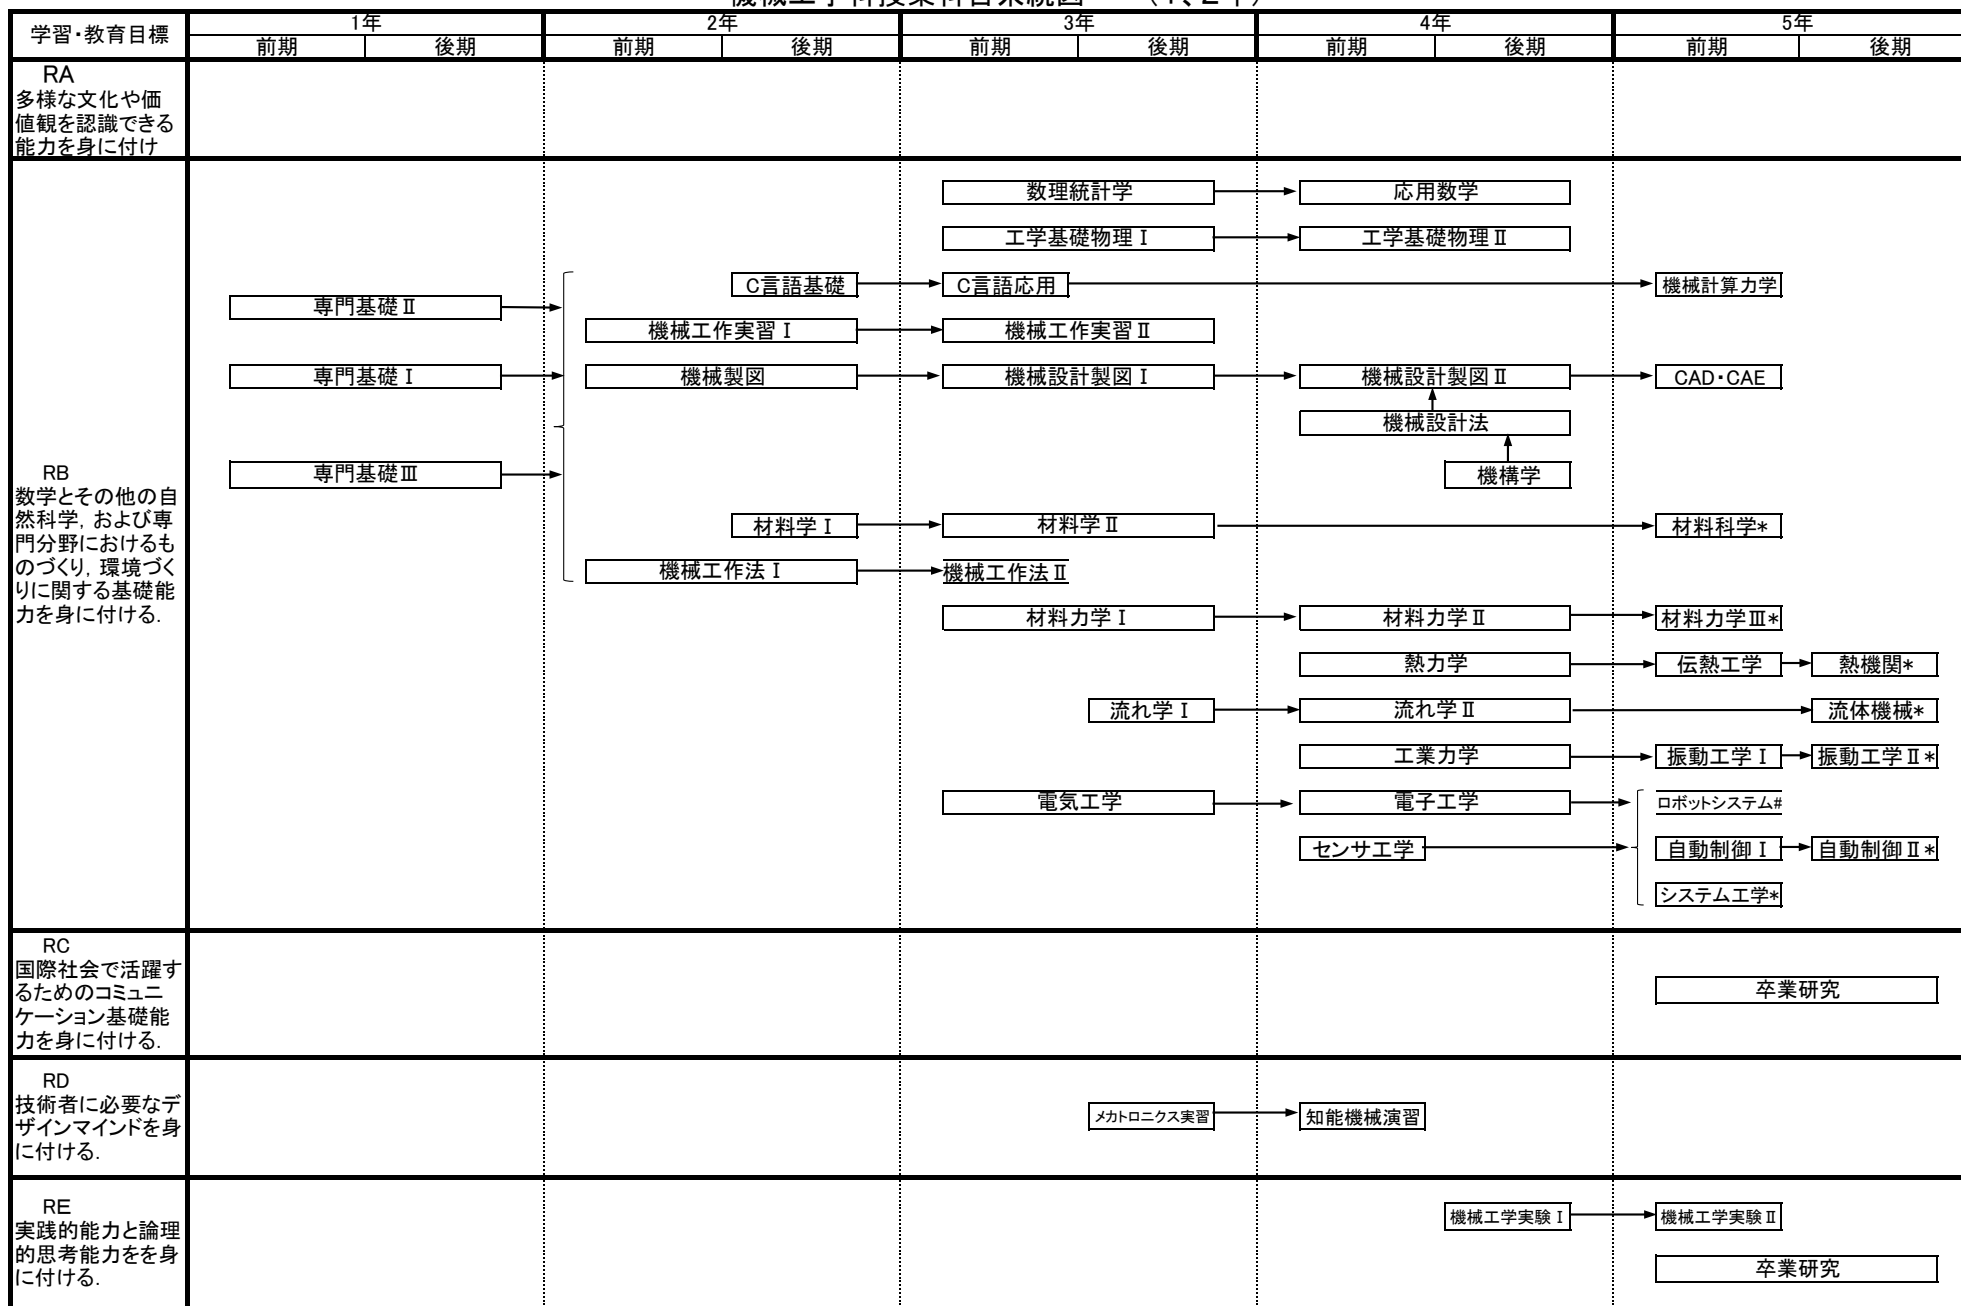 機械工学科授業科目系統図 (1、2年)
学習・教育目標 1年 2年 3年 4年 5年
前期 後期 前期 後期 前期 後期 前期 後期 前期 後期
RA
多様な文化や価
値観を認識できる
能力を身に付け
数理統計学 応用数学
工学基礎物理Ⅰ 工学基礎物理Ⅱ
C言語基礎 C言語応用 機械計算力学
専門基礎Ⅱ
機械工作実習Ⅰ 機械工作実習Ⅱ
専門基礎Ⅰ 機械製図 機械設計製図Ⅰ 機械設計製図Ⅱ CAD・CAE
機械設計法
専門基礎Ⅲ 機構学
RB
数学とその他の自
然科学, および専
門分野におけるも
のづくり, 環境づく
りに関する基礎能
力を身に付ける.
材料学Ⅰ 材料学Ⅱ 材料科学*
機械工作法Ⅰ 機械工作法Ⅱ
材料力学Ⅰ 材料力学Ⅱ 材料力学Ⅲ*
熱力学 伝熱工学 熱機関*
流れ学Ⅰ 流れ学Ⅱ 流体機械*
工業力学 振動工学Ⅰ 振動工学Ⅱ*
電気工学 電子工学 ロボットシステム#
センサ工学 自動制御Ⅰ 自動制御Ⅱ*
システム工学*
RC
国際社会で活躍す
るためのコミュニ
ケーション基礎能
力を身に付ける.
卒業研究
RD
技術者に必要なデ
ザインマインドを身
に付ける.
メカトロニクス実習 知能機械演習
RE
実践的能力と論理
的思考能力をを身
に付ける.
機械工学実験Ⅰ 機械工学実験Ⅱ
卒業研究